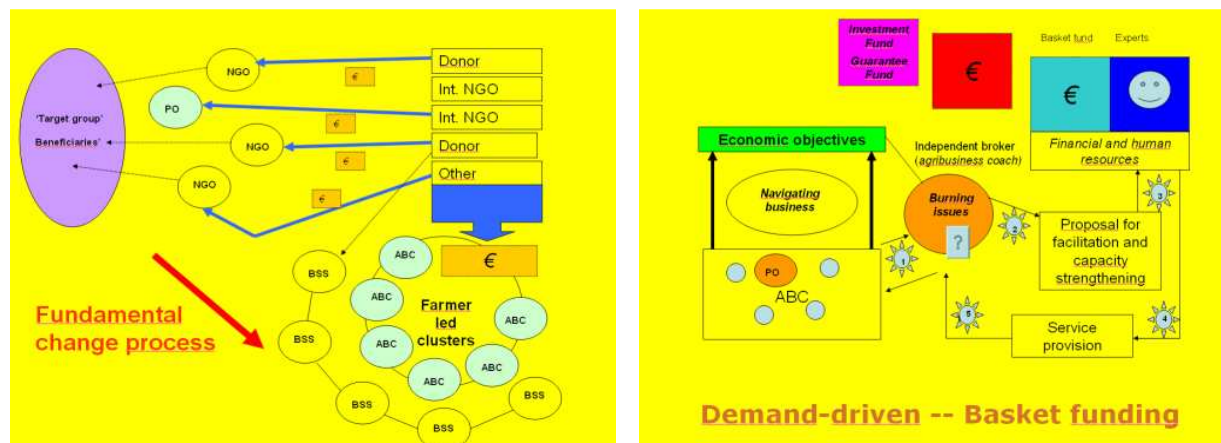 Donor
Int. NGO
Int. NGO
Donor
Other
NGO
PO
NGO
NGO
€
€
€
€
'Target group'
Beneficiaries'
€
BSS
BSS
BSS
BSS
BSS
BSS
ABC
ABC
ABC
ABC
ABC
ABC
ABC
Farmer
led
clusters
Fundamental
change process
Investment
Fund
Guarantee
Fund
€
Basket fund
Experts
€
Financial and human
resources
Economic objectives
Independent broker
(agribusiness coach)
Navigating
business
Burning
issues
?
PO
ABC
1
2
3
4
5
Proposal for
facilitation and
capacity
strengthening
Service
provision
Demand-driven -- Basket funding